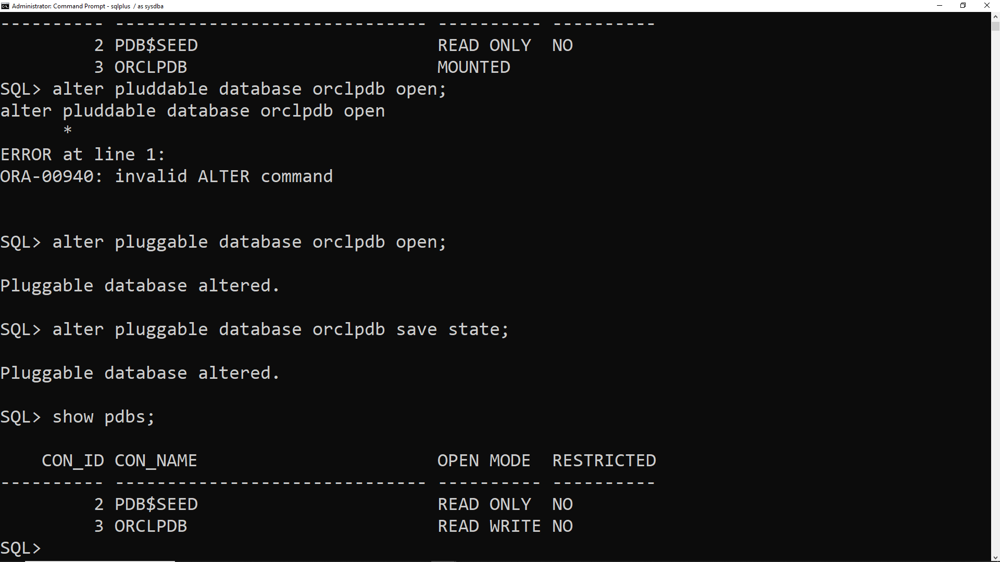 Administrator: Command Prompt - sqlplus  / as sysdba
---------- ------------------------------ ---------- ----------
         2 PDB$SEED                       READ ONLY  NO
         3 ORCLPDB                        MOUNTED
SQL> alter pluddable database orclpdb open;
alter pluddable database orclpdb open
      *
ERROR at line 1:
ORA-00940: invalid ALTER command
SQL> alter pluggable database orclpdb open;
Pluggable database altered.
SQL> alter pluggable database orclpdb save state;
Pluggable database altered.
SQL> show pdbs;
    CON_ID CON_NAME                       OPEN MODE  RESTRICTED
---------- ------------------------------ ---------- ----------
         2 PDB$SEED                       READ ONLY  NO
         3 ORCLPDB                        READ WRITE NO
SQL>